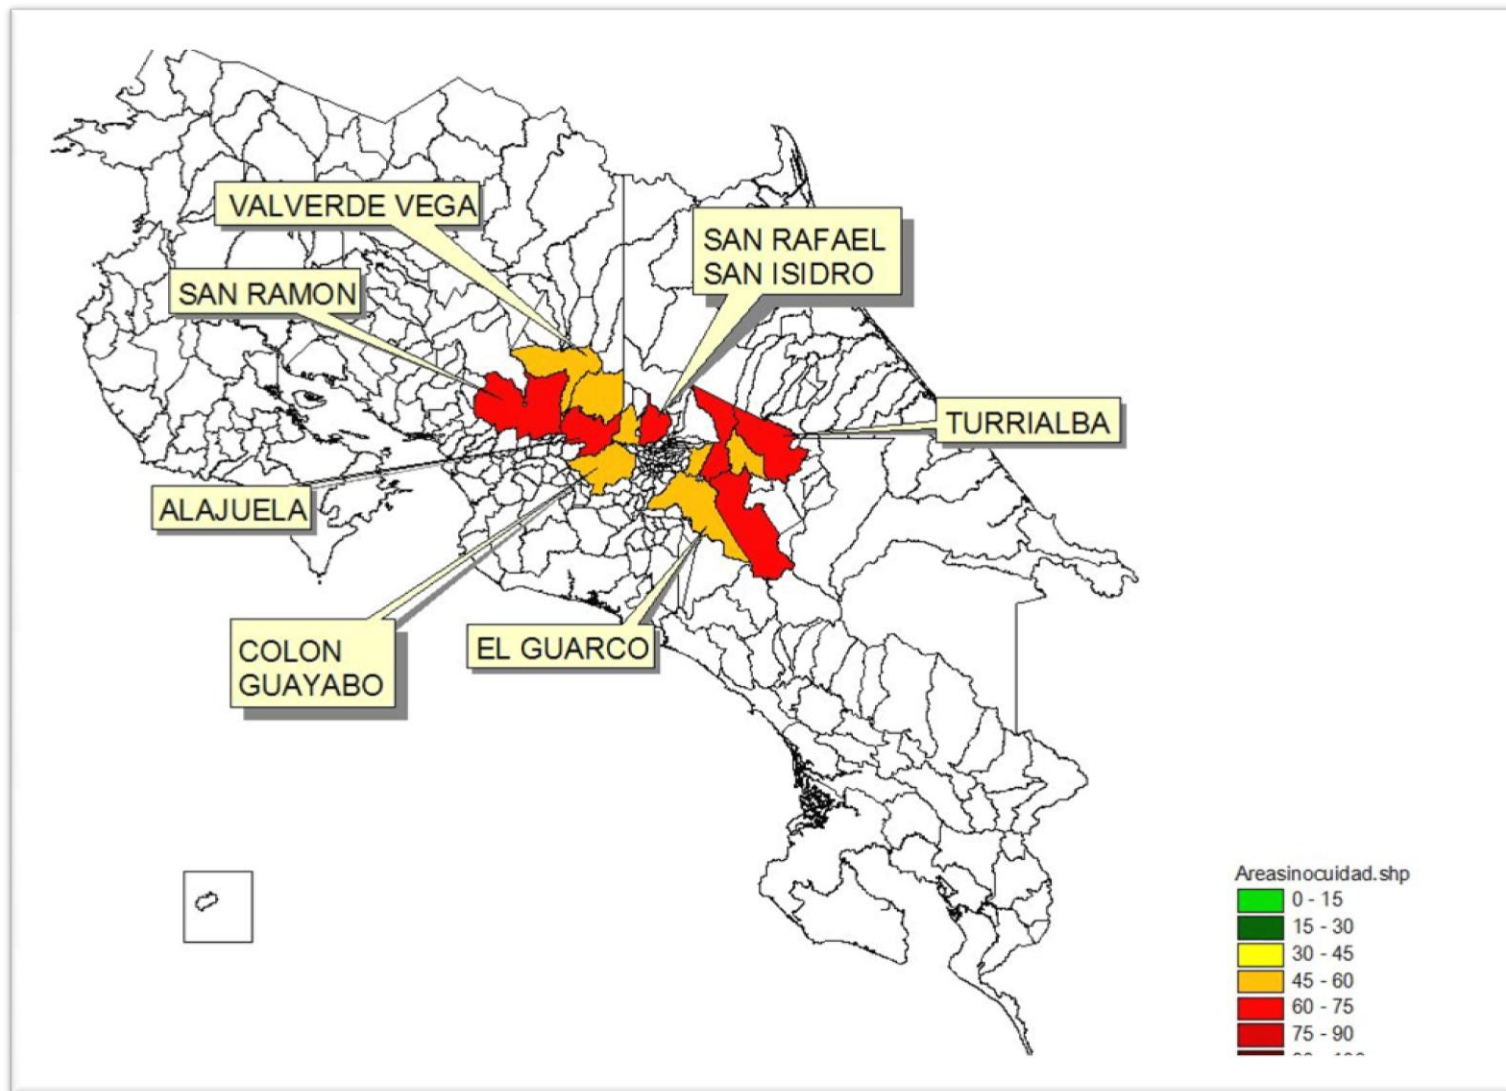 VALVERDE VEGA
SAN RAFAEL
SAN ISIDRO
SAN RAMON
TURRIALBA
ALAJUELA
COLON
GUAYABO
EL GUARCO
Areasinocuidad.shp
0 - 15
15 - 30
30 - 45
45 - 60
60 - 75
75 - 90